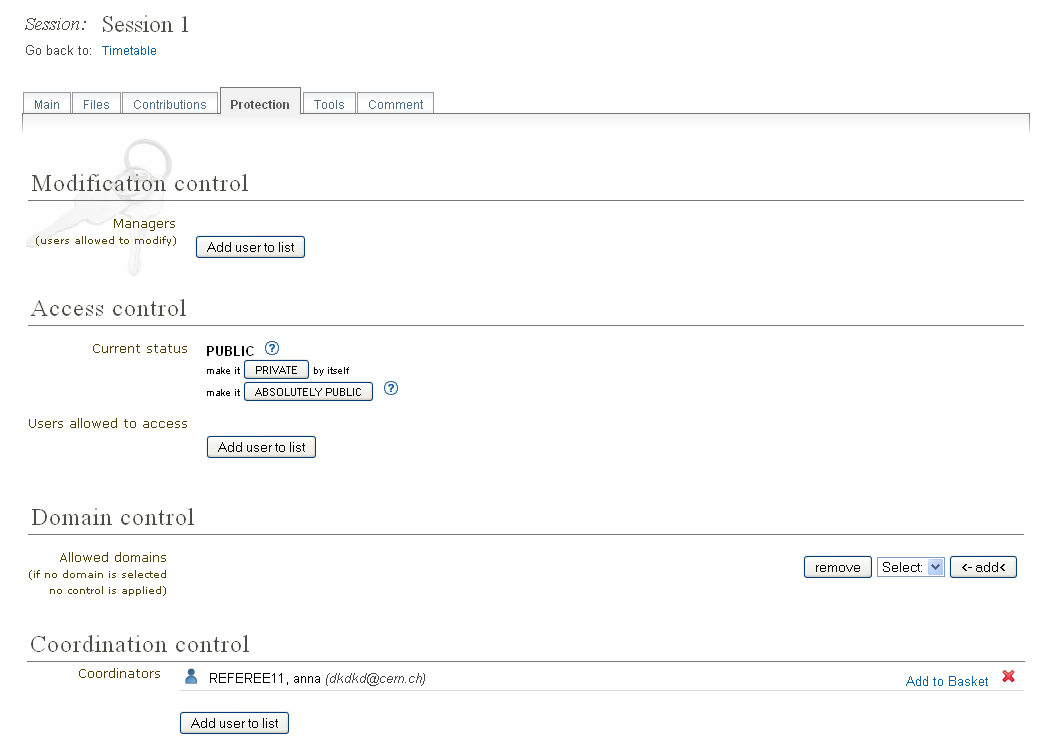 Session: Session 1
Go back to: Timetable
Main Files Contributions Protection Tools Comment
Modification control
Managers
(users allowed to modify)
Add user to list
Access control
Current status PUBLIC ?
make it PRIVATE by itself
make it ABSOLUTELY PUBLIC ?
Users allowed to access
Add user to list
Domain control
Allowed domains
(if no domain is selected
no control is applied)
remove Select: <- add<
Coordination control
Coordinators REFEREE11, anna (dkdkd@cern.ch) Add to Basket
Add user to list